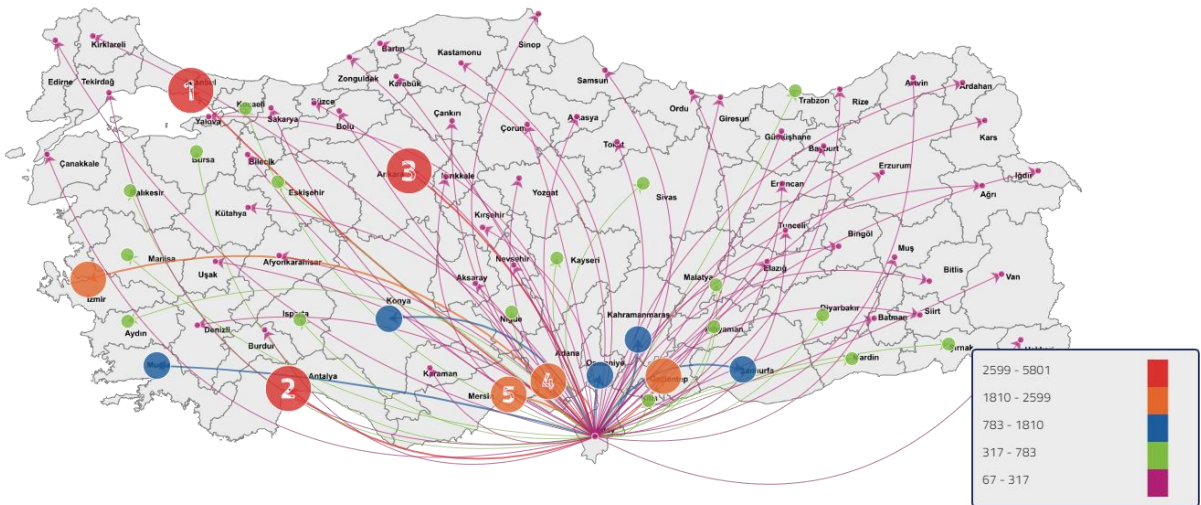 Kırklareli
Edirne
Tekirdağ
1
Kocaeli
Yalova
Sakarya
Düzce
Bolu
Zonguldak
Bartın
Karabük
Kastamonu
Sinop
Samsun
Çankırı
Çorum
Amasya
Tokat
Ordu
Giresun
Trabzon
Rize
Artvin
Ardahan
Kars
Gümüşhane
Bayburt
Erzurum
Iğdır
Ağrı
Çanakkale
Bursa
Bilecik
Balıkesir
Eskişehir
Kütahya
3
Kırıkkale
Yozgat
Kırşehir
Sivas
Erzincan
Tunceli
Bingöl
Muş
Bitlis
Van
Manisa
Uşak
Afyonkarahisar
Nevşehir
Kayseri
Aksaray
Malatya
Elazığ
İzmir
Konya
Niğde
Kahramanmaraş
Diyarbakır
Batman
Siirt
Aydın
Denizli
Isparta
Burdur
Muğla
2
Antalya
Karaman
Mersin
5
4
Adana
Osmaniye
Gaziantep
Şanlıurfa
Mardin
2599 - 5801
1810 - 2599
783 - 1810
317 - 783
67 - 317